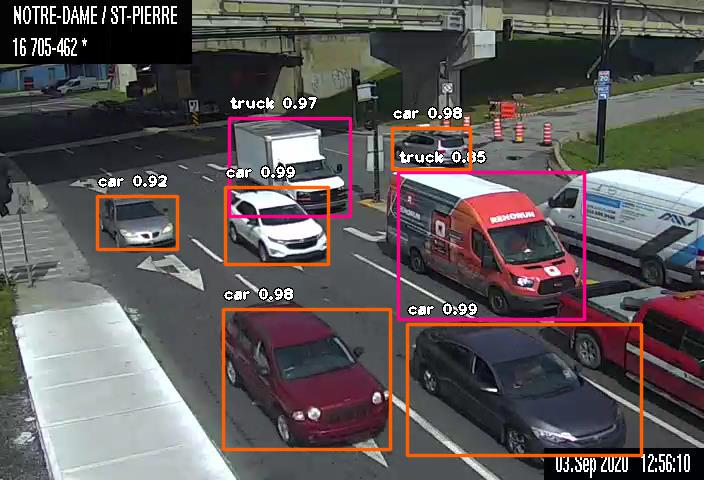 NOTRE-DAME / ST-PIERRE
16 705-462 *
truck 0.97
car 0.98
truck 0.85
car 0.99
car 0.92
RENORUN
RENORUN
car 0.98
car 0.99
03.Sep 2020 12:56:10